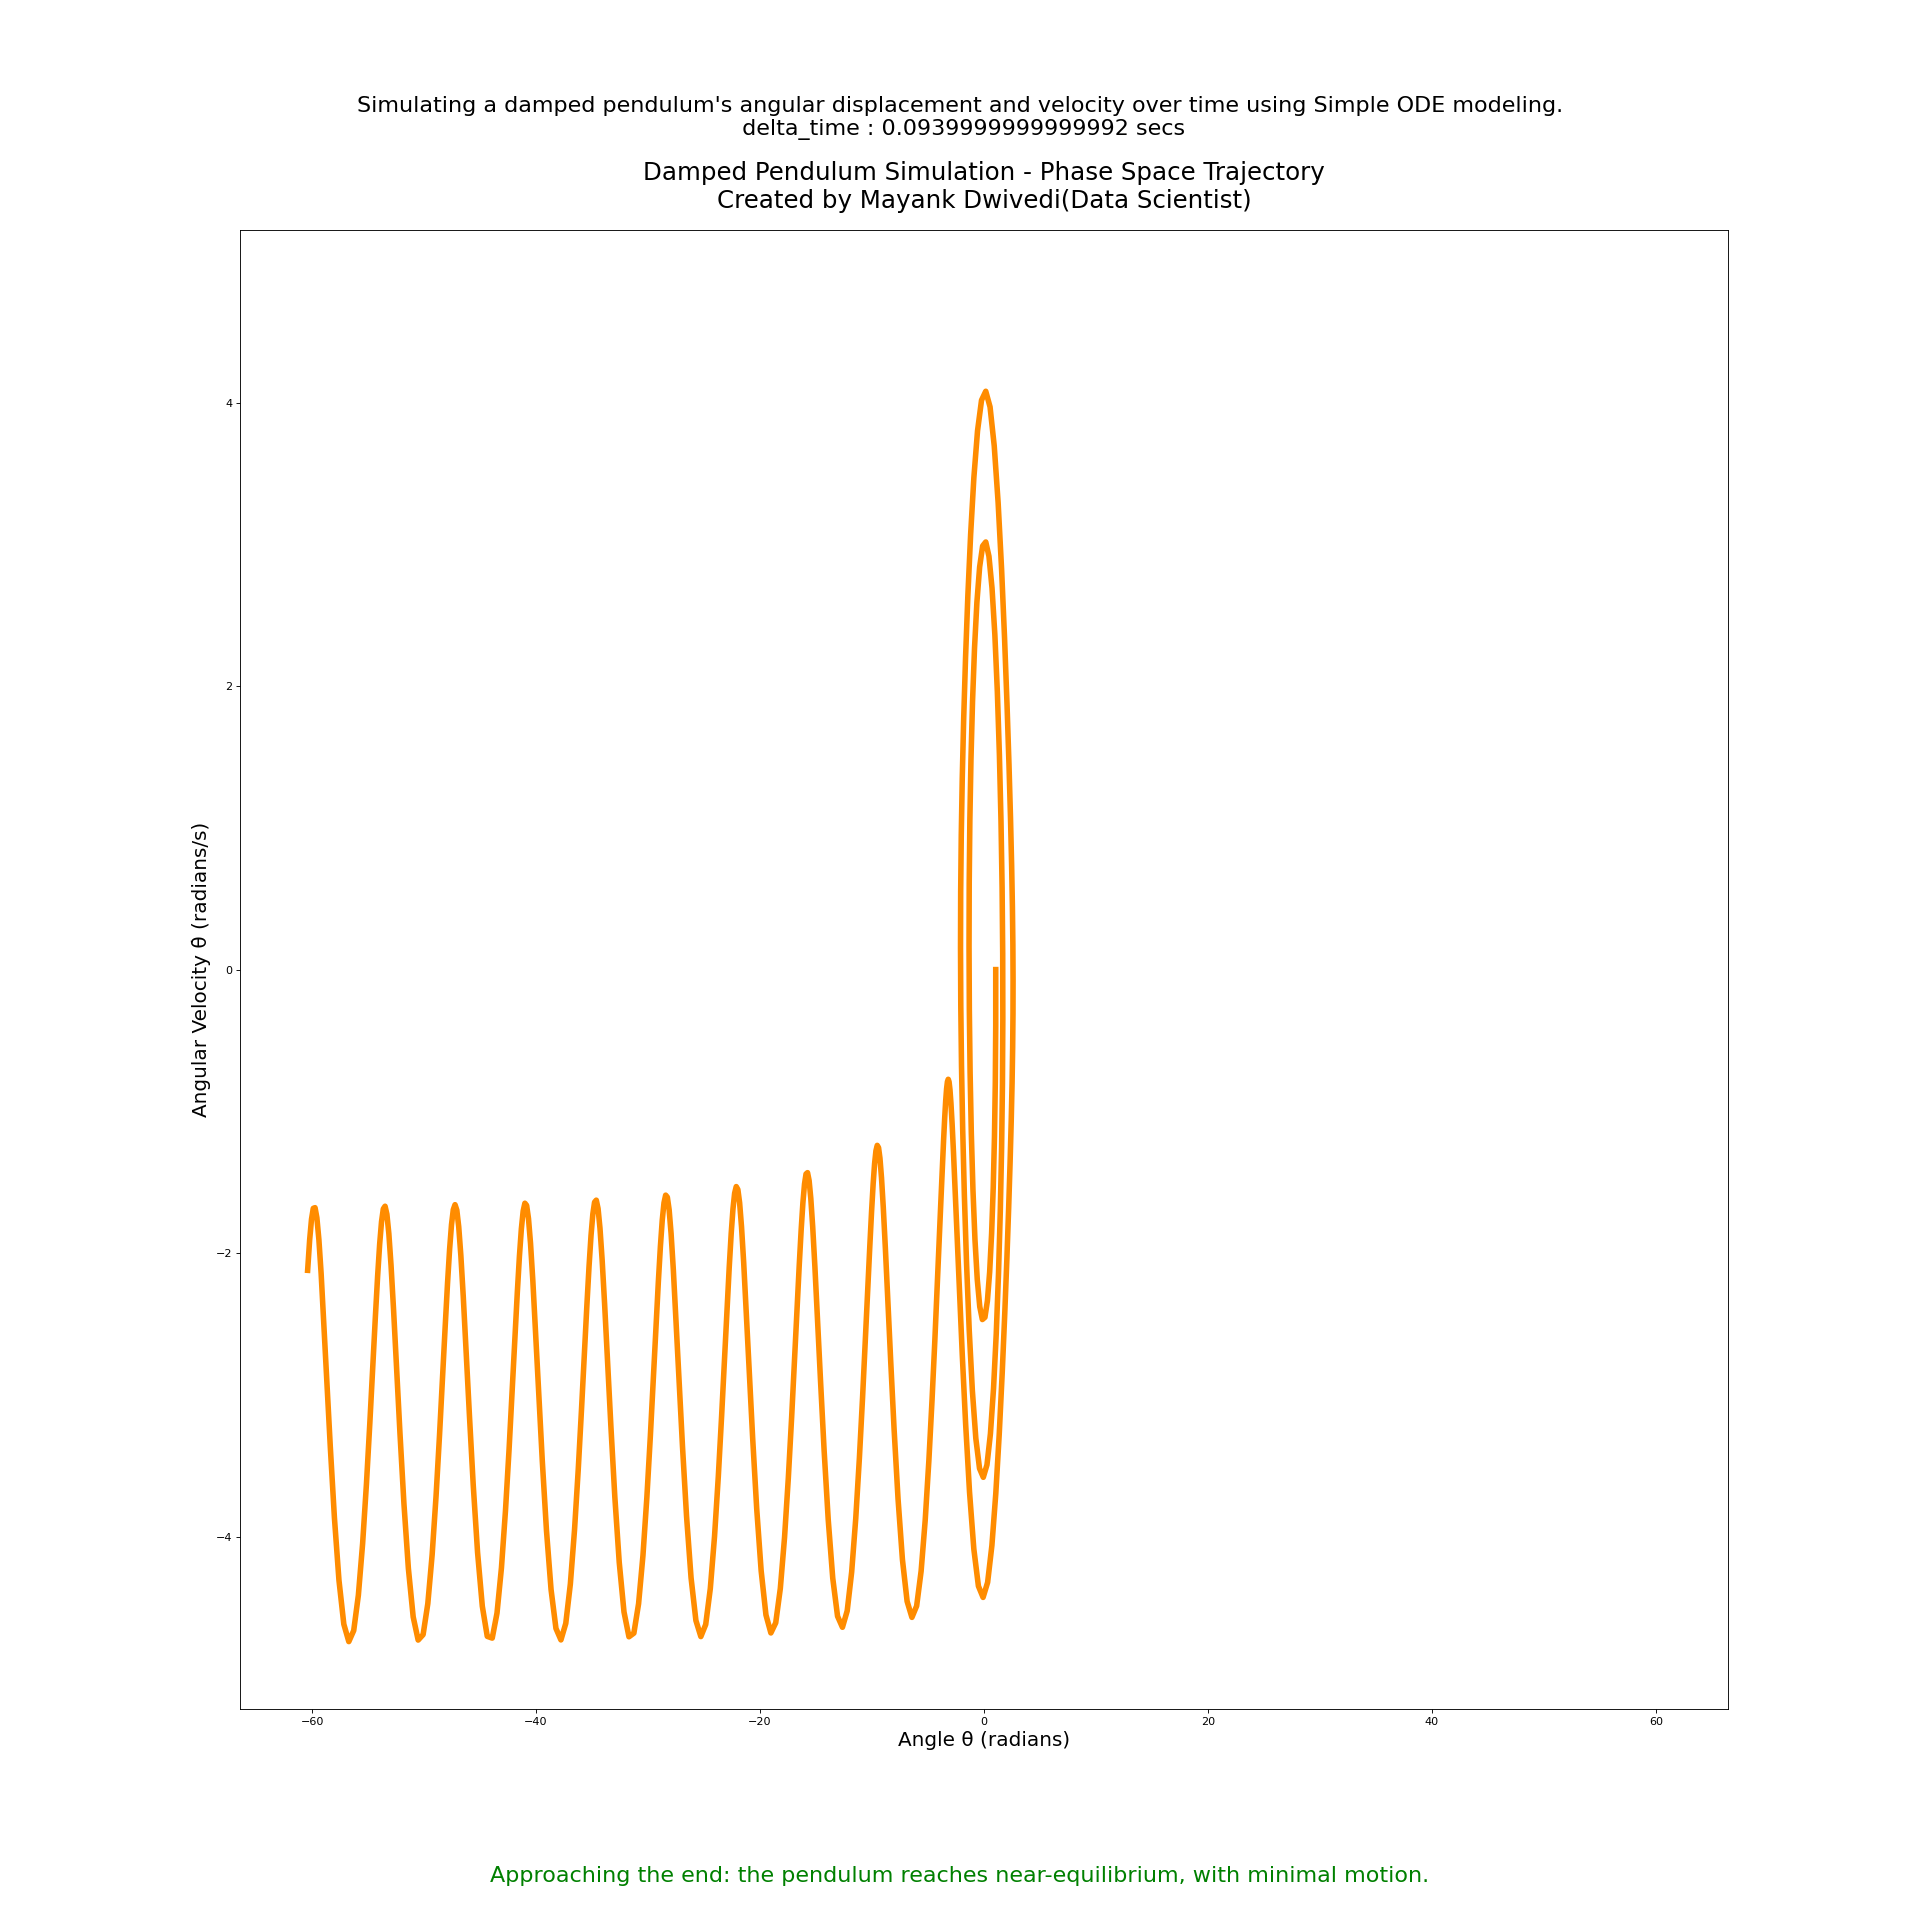 Simulating a damped pendulum's angular displacement and velocity over time using Simple ODE modeling.
delta_time : 0.0939999999999992 secs
Damped Pendulum Simulation - Phase Space Trajectory
Created by Mayank Dwivedi(Data Scientist)
Angular Velocity θ (radians/s)
4
2
0
−2
−4
−60
−40
−20
0
20
40
60
Angle θ (radians)
Approaching the end: the pendulum reaches near-equilibrium, with minimal motion.